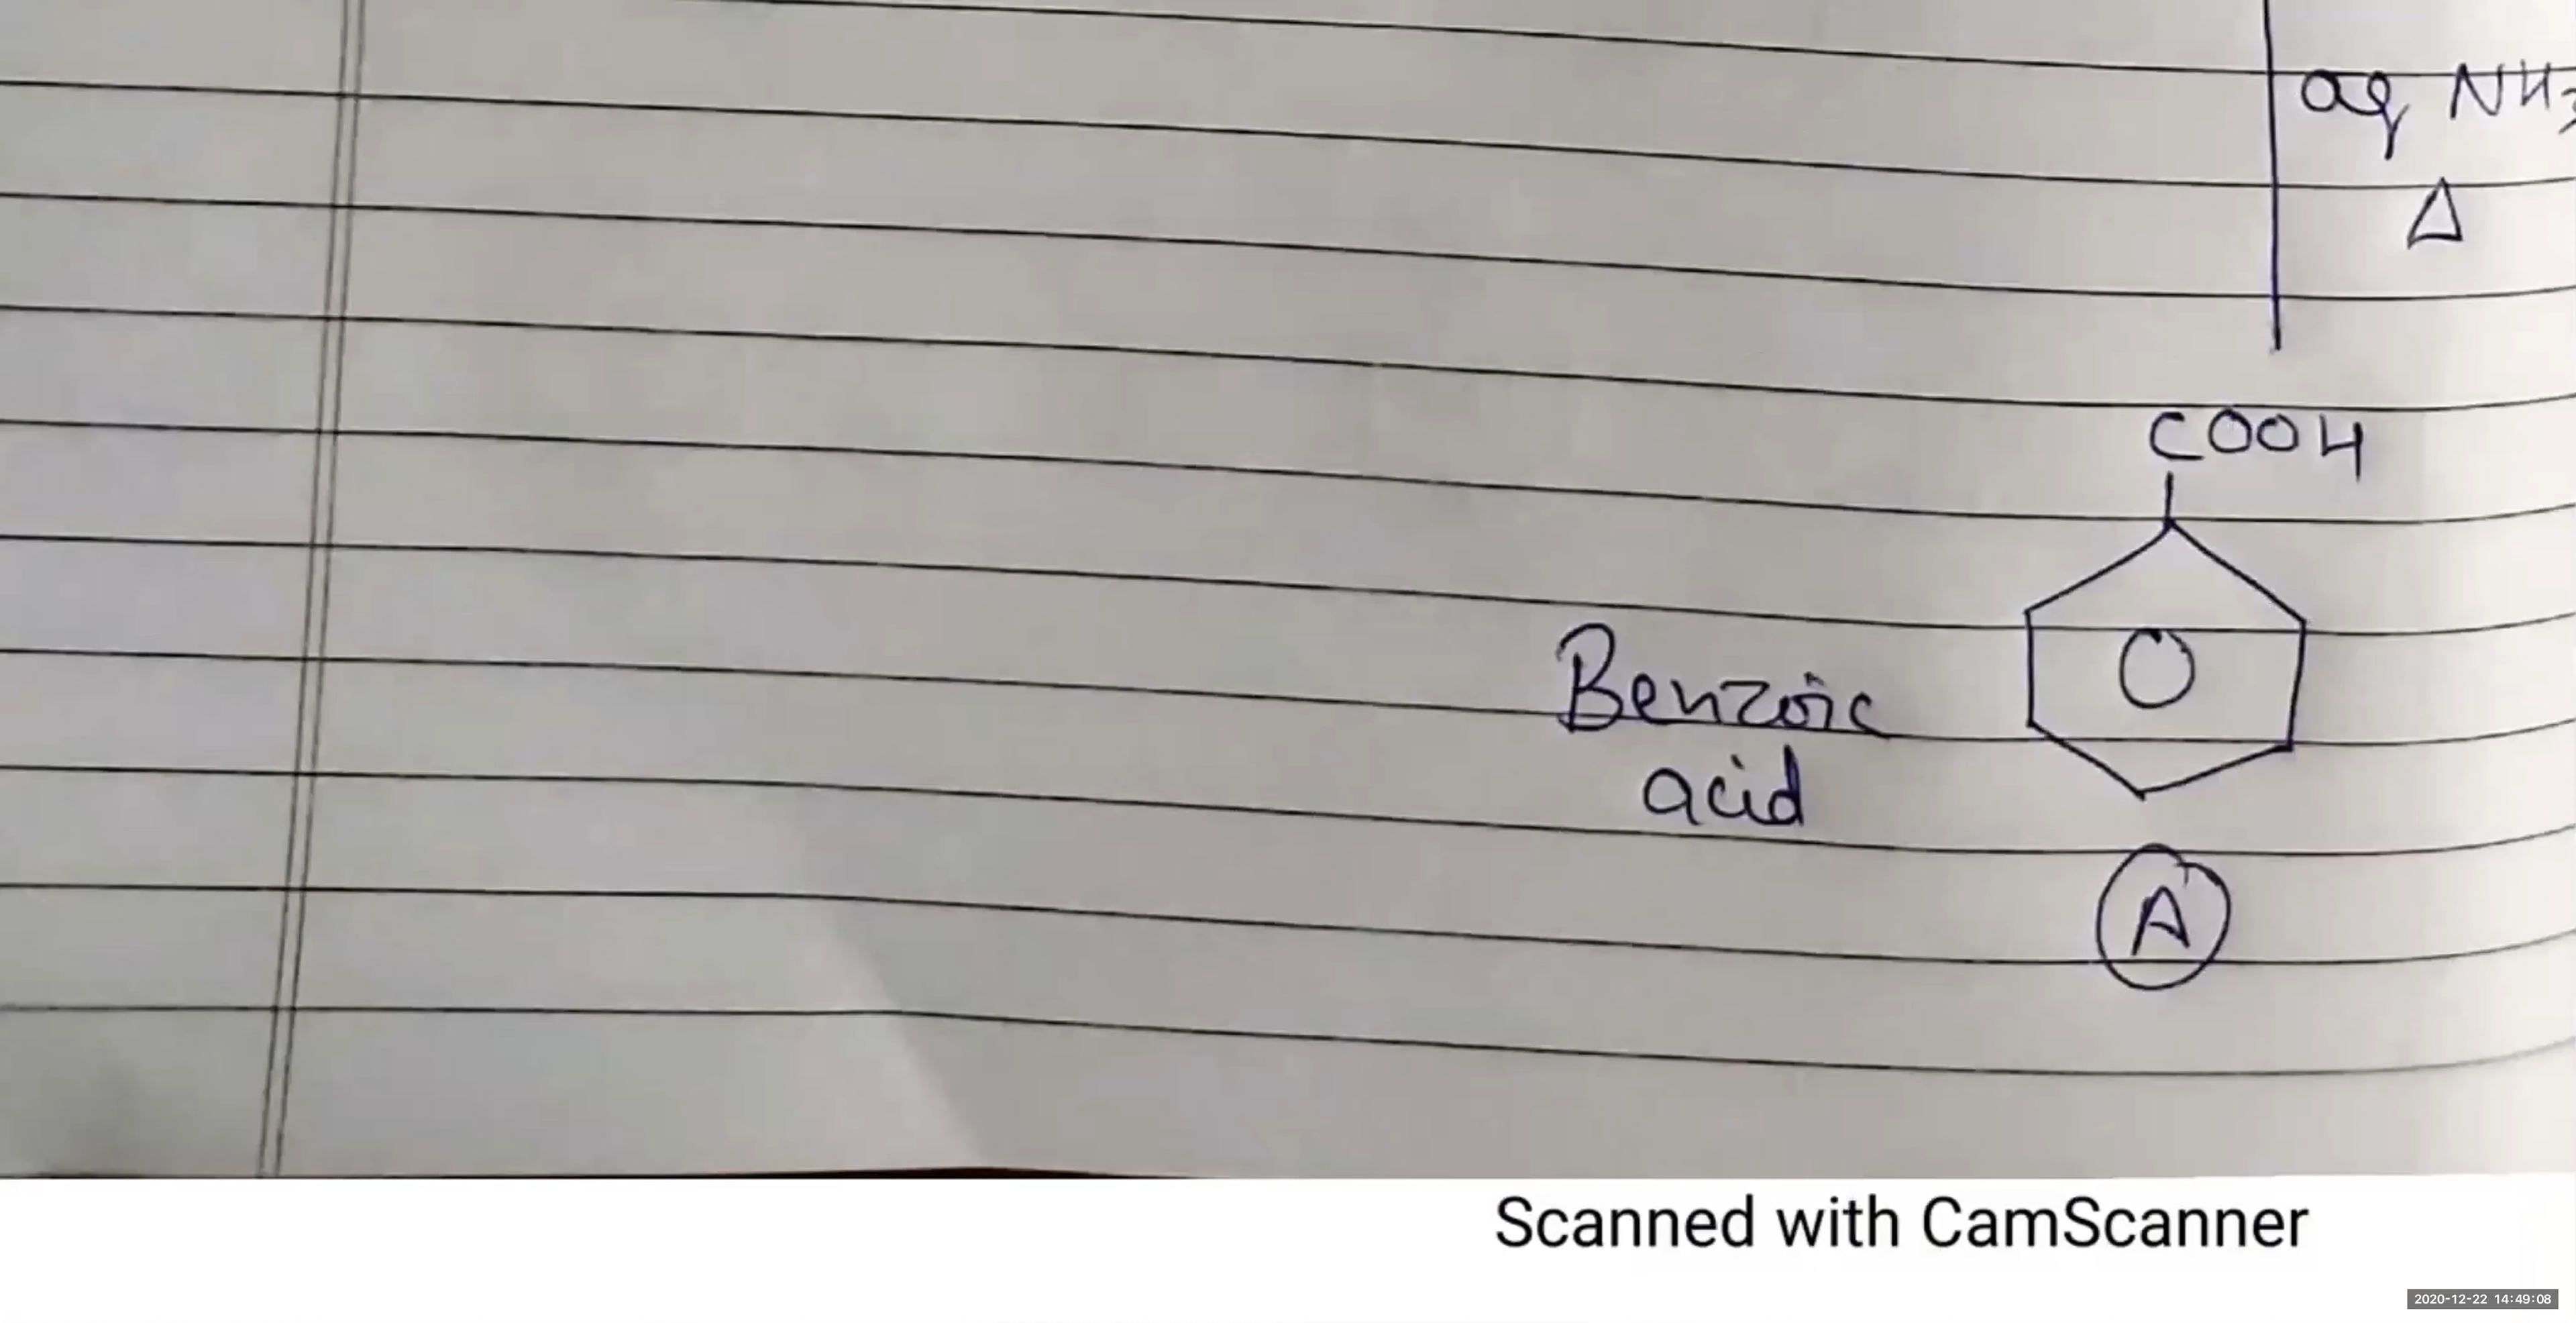 aq NH3
Δ
COOH
Benzoic
acid
A
Scanned with CamScanner
2020-12-22 14:49:08